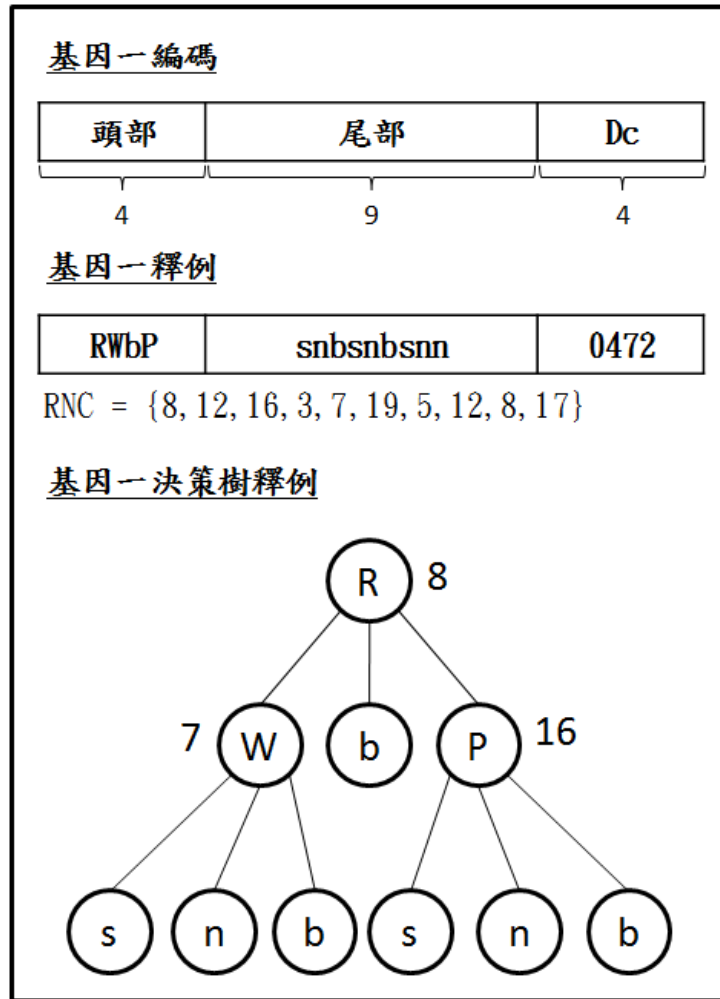 基因一編碼
頭部 尾部 Dc
4 9 4
基因一釋例
RWbP snbsnbsnn 0472
RNC = {8, 12, 16, 3, 7, 19, 5, 12, 8, 17}
基因一決策樹釋例
R 8
7 W b P 16
s n b s n b